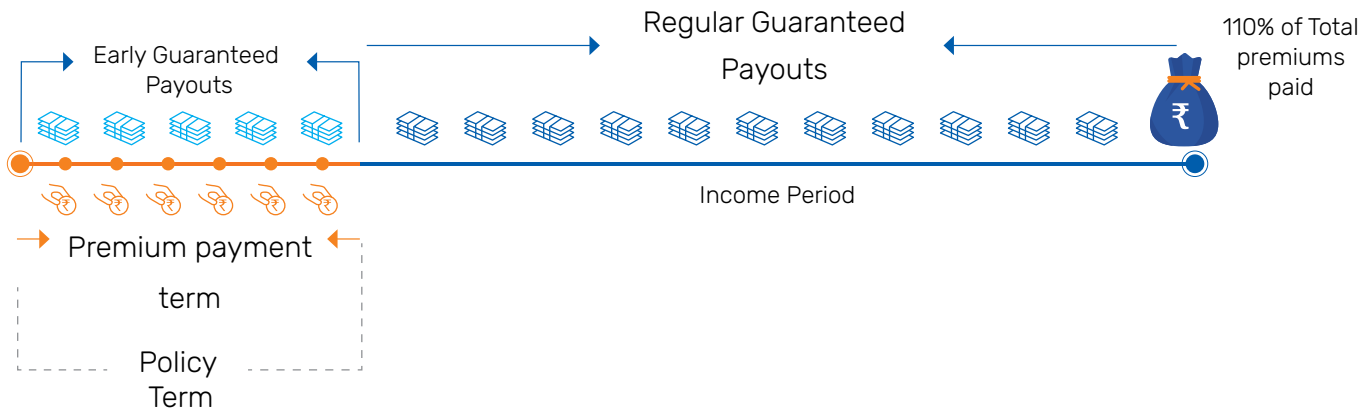 Early Guaranteed
Payouts
Regular Guaranteed
Payouts
110% of Total
premiums
paid
₹
Income Period
₹ ₹ ₹ ₹ ₹ ₹
Premium payment
term
Policy
Term